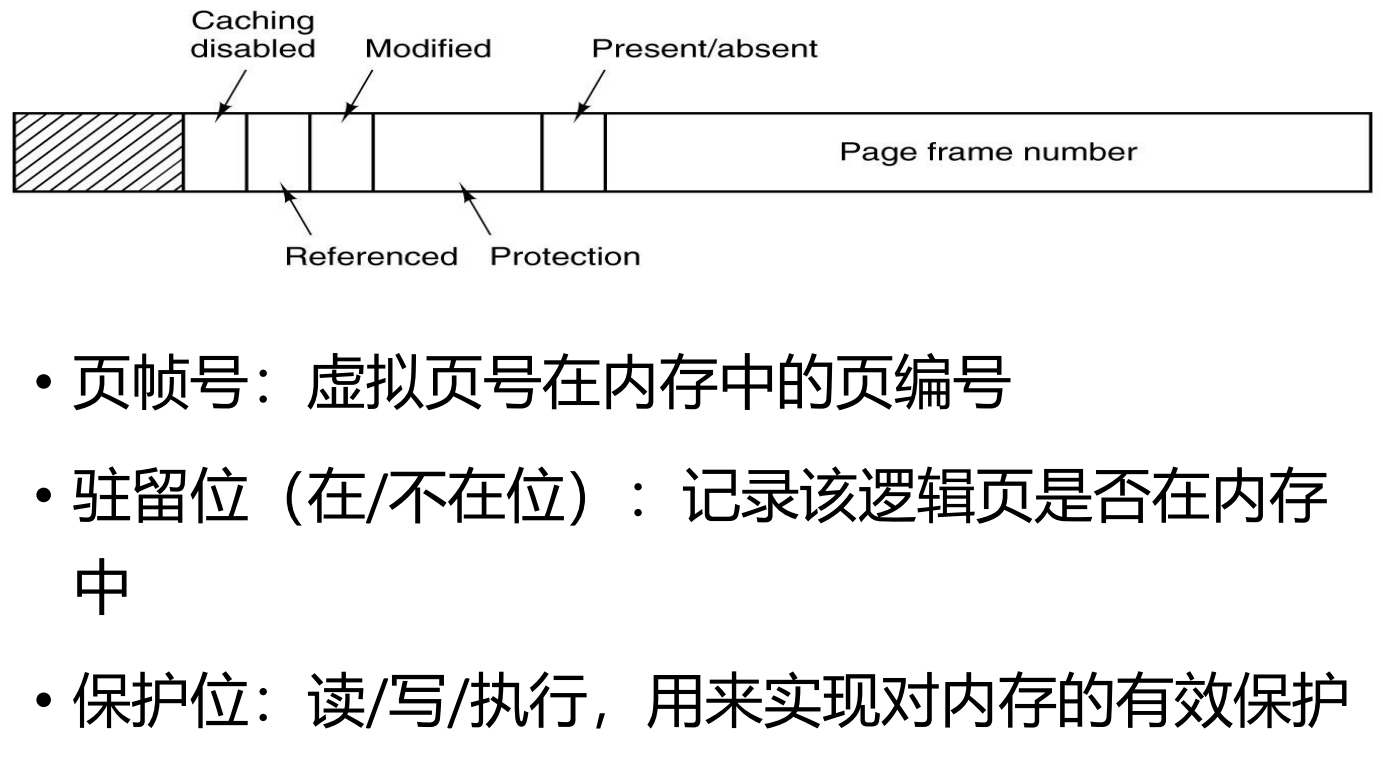 Caching
disabled
Modified
Present/absent
Page frame number
Referenced
Protection
• 页帧号：虚拟页号在内存中的页编号
• 驻留位（在/不在位）：记录该逻辑页是否在内存
中
• 保护位：读/写/执行，用来实现对内存的有效保护